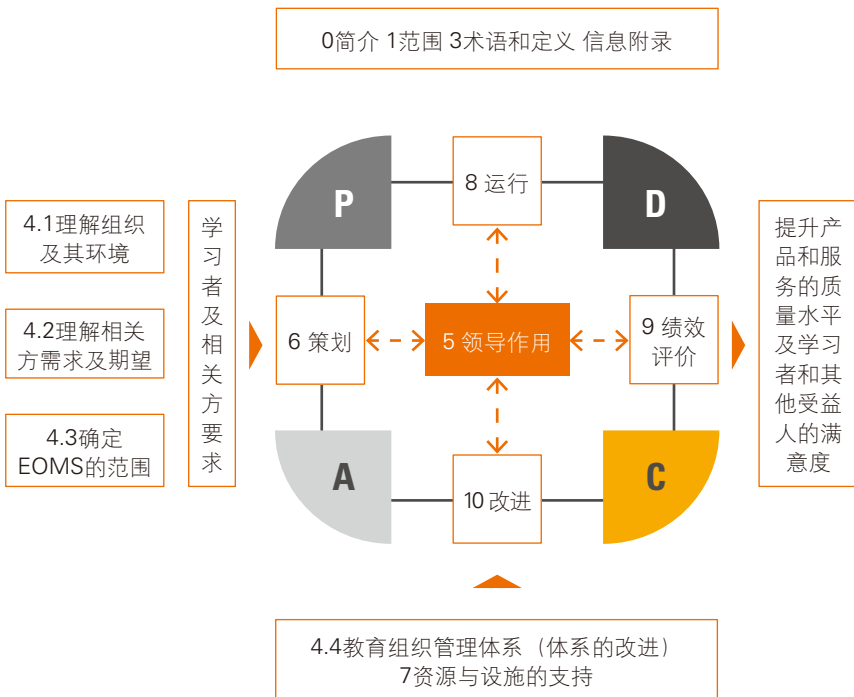 0简介 1范围 3术语和定义 信息附录
P
8 运行
D
4.1理解组织
及其环境
4.2理解相关
方需求及期望
4.3确定
EOMS的范围
学
习
者
及
相
关
方
要
求
6 策划
5 领导作用
9 绩效
评价
提升产
品和服
务的质
量水平
及学习
者和其
他受益
人的满
意度
A
10 改进
C
4.4教育组织管理体系（体系的改进）
7资源与设施的支持